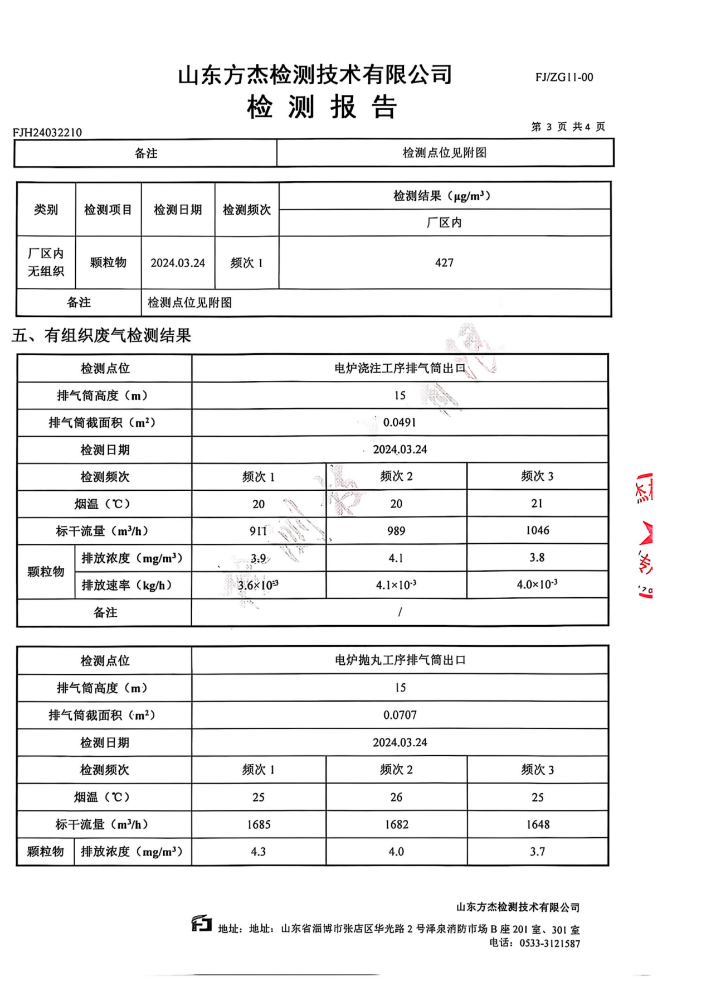 山东方杰检测技术有限公司
FJ/ZG11-00
检 测 报 告
FJH24032210
第 3 页 共 4 页
备注 检测点位见附图
类别 检测项目 检测日期 检测频次 检测结果（μg/m³）
厂区内
厂区内无组织 颗粒物 2024.03.24 频次 1 427
备注 检测点位见附图
五、有组织废气检测结果
检测点位 电炉浇注工序排气筒出口
排气筒高度（m） 15
排气筒截面积（m²） 0.0491
检测日期 2024.03.24
检测频次 频次 1 频次 2 频次 3
烟温（℃） 20 20 21
标干流量（m³/h） 911 989 1046
颗粒物 排放浓度（mg/m³） 3.9 4.1 3.8
排放速率（kg/h） 3.6×10⁻³ 4.1×10⁻³ 4.0×10⁻³
备注 /
检测点位 电炉抛丸工序排气筒出口
排气筒高度（m） 15
排气筒截面积（m²） 0.0707
检测日期 2024.03.24
检测频次 频次 1 频次 2 频次 3
烟温（℃） 25 26 25
标干流量（m³/h） 1685 1682 1648
颗粒物 排放浓度（mg/m³） 4.3 4.0 3.7
山东方杰检测技术有限公司
FJ 地址：地址：山东省淄博市张店区华光路 2 号泽泉消防市场 B 座 201 室、301 室
电话：0533-3121587